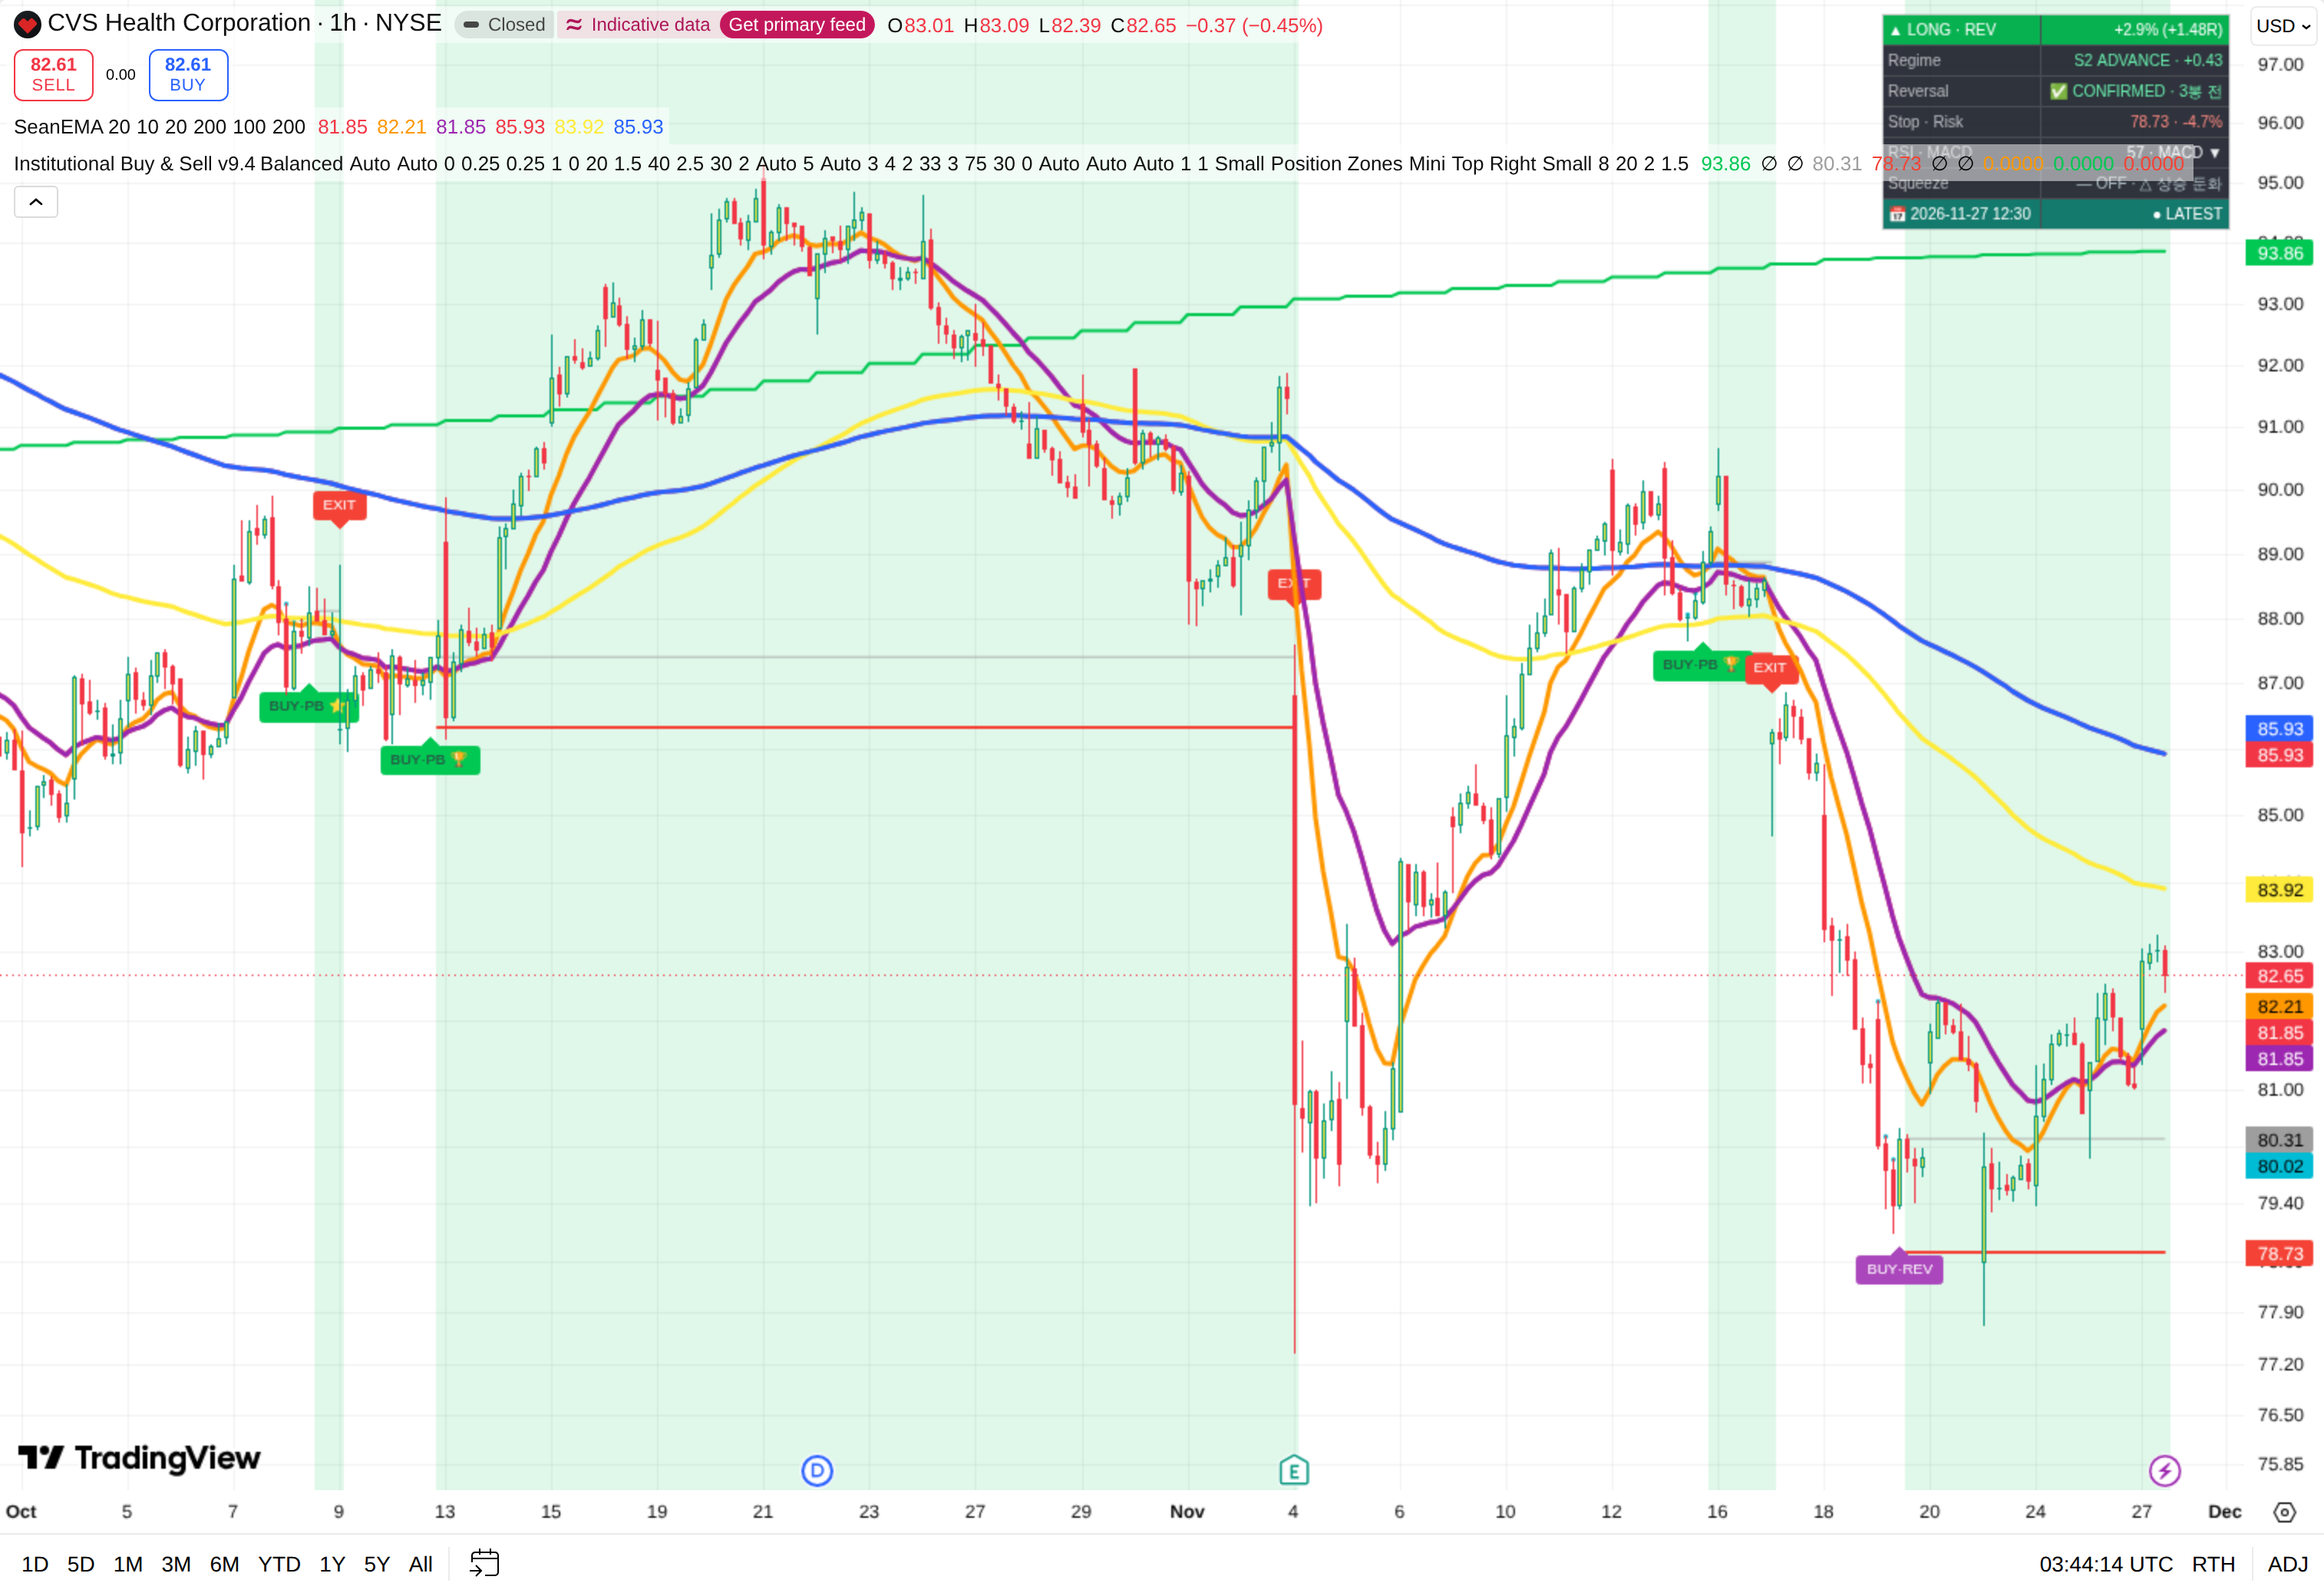 CVS Health Corporation · 1h · NYSE
Closed
Indicative data
Get primary feed
O83.01 H83.09 L82.39 C82.65 −0.37 (−0.45%)
82.61
SELL
0.00
82.61
BUY
SeanEMA 20 10 20 200 100 200 81.85 82.21 81.85 85.93 83.92 85.93
Institutional Buy & Sell v9.4 Balanced Auto Auto 0 0.25 0.25 1 0 20 1.5 40 2.5 30 2 Auto 5 Auto 3 4 2 33 3 75 30 0 Auto Auto Auto 1 1 Small Position Zones Mini Top Right Small 8 20 2 1.5 93.86 ∅ ∅ 80.31 78.73 ∅ ∅ 0.0000 0.0000 0.0000
▲ LONG · REV +2.9% (+1.48R)
Regime S2 ADVANCE · +0.43
Reversal ✅ CONFIRMED · 3봉 전
Stop · Risk 78.73 · -4.7%
RSI · MACD 57 · MACD ▼
Squeeze — OFF · △ 상승 둔화
📅 2026-11-27 12:30 ● LATEST
USD
97.00
96.00
95.00
93.86
93.00
92.00
91.00
90.00
89.00
88.00
87.00
85.93
85.93
85.00
83.92
83.00
82.65
82.21
81.85
81.85
81.00
80.31
80.02
79.40
78.73
77.90
77.20
76.50
75.85
EXIT
BUY·PB ⭐
BUY·PB 🏆
EXIT
BUY·PB 🏆
EXIT
BUY·REV
TradingView
D
E
Oct 5 7 9 13 15 19 21 23 27 29 Nov 4 6 10 12 16 18 20 24 27 Dec
1D 5D 1M 3M 6M YTD 1Y 5Y All
03:44:14 UTC RTH ADJ